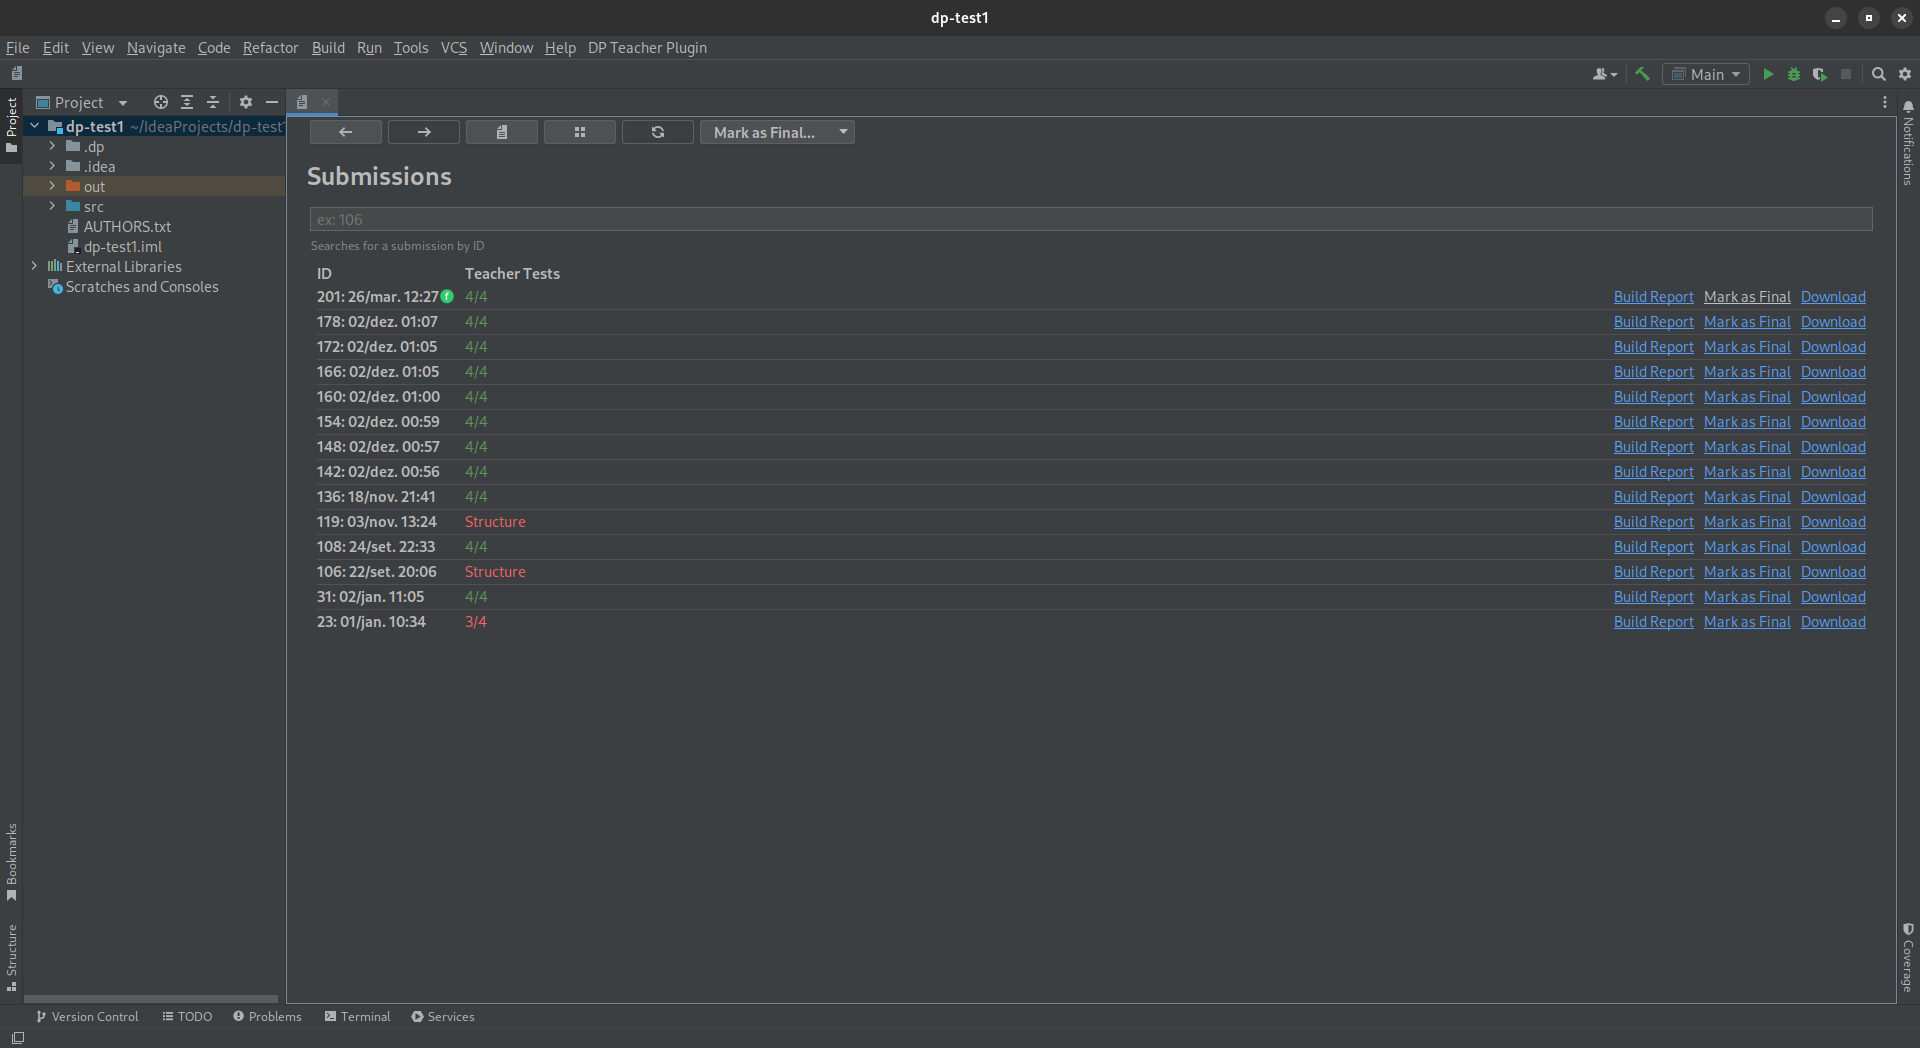 dp-test1
File Edit View Navigate Code Refactor Build Run Tools VCS Window Help DP Teacher Plugin
Main
Project
Project
dp-test1 ~/IdeaProjects/dp-test1
.dp
.idea
out
src
AUTHORS.txt
dp-test1.iml
External Libraries
Scratches and Consoles
Bookmarks
Structure
Mark as Final...
Submissions
ex: 106
Searches for a submission by ID
ID Teacher Tests
201: 26/mar. 12:27 f 4/4 Build Report Mark as Final Download
178: 02/dez. 01:07 4/4 Build Report Mark as Final Download
172: 02/dez. 01:05 4/4 Build Report Mark as Final Download
166: 02/dez. 01:05 4/4 Build Report Mark as Final Download
160: 02/dez. 01:00 4/4 Build Report Mark as Final Download
154: 02/dez. 00:59 4/4 Build Report Mark as Final Download
148: 02/dez. 00:57 4/4 Build Report Mark as Final Download
142: 02/dez. 00:56 4/4 Build Report Mark as Final Download
136: 18/nov. 21:41 4/4 Build Report Mark as Final Download
119: 03/nov. 13:24 Structure Build Report Mark as Final Download
108: 24/set. 22:33 4/4 Build Report Mark as Final Download
106: 22/set. 20:06 Structure Build Report Mark as Final Download
31: 02/jan. 11:05 4/4 Build Report Mark as Final Download
23: 01/jan. 10:34 3/4 Build Report Mark as Final Download
Notifications
Coverage
Version Control TODO Problems Terminal Services